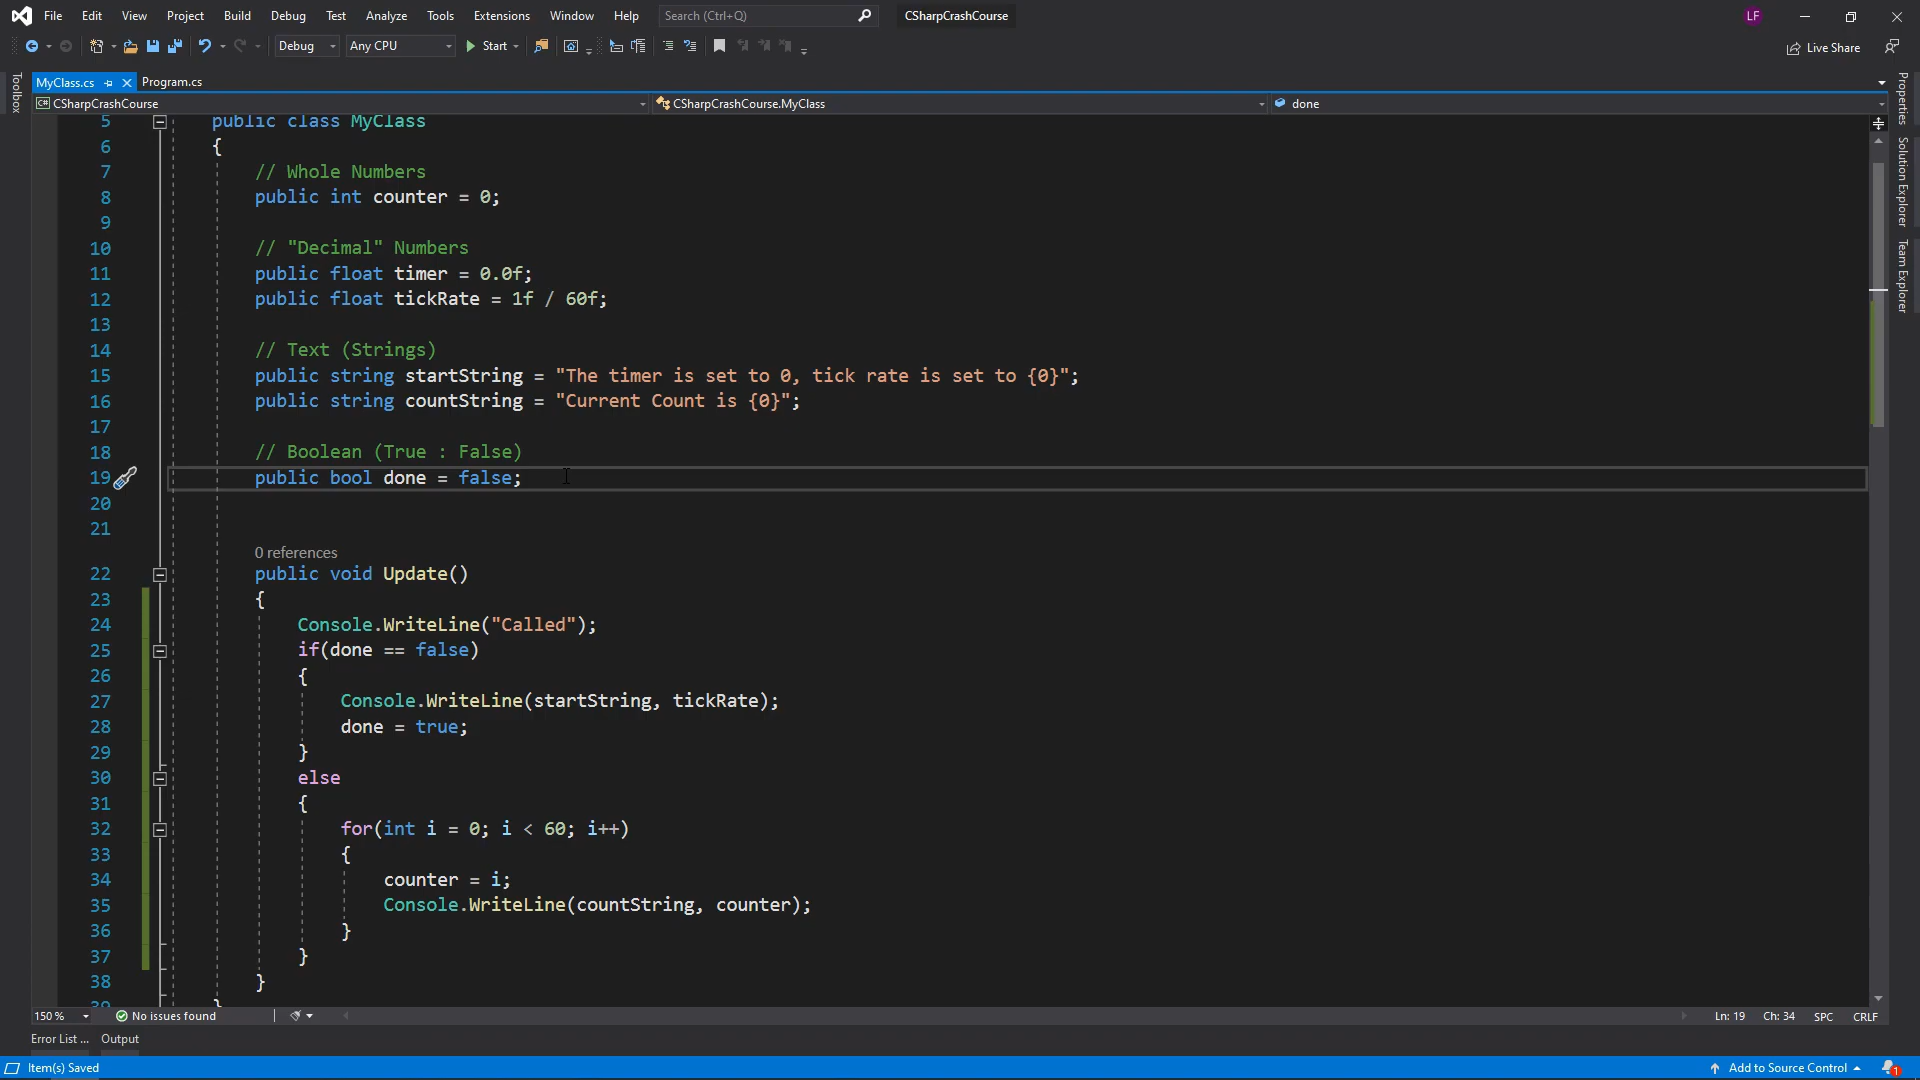 File Edit View Project Build Debug Test Analyze Tools Extensions Window Help Search (Ctrl+Q) CSharpCrashCourse LF
Debug Any CPU Start Live Share
MyClass.cs Program.cs
CSharpCrashCourse CSharpCrashCourse.MyClass done
Toolbox
Properties
Solution Explorer
Team Explorer
5 public class MyClass
6 {
7 // Whole Numbers
8 public int counter = 0;
9
10 // "Decimal" Numbers
11 public float timer = 0.0f;
12 public float tickRate = 1f / 60f;
13
14 // Text (Strings)
15 public string startString = "The timer is set to 0, tick rate is set to {0}";
16 public string countString = "Current Count is {0}";
17
18 // Boolean (True : False)
19 public bool done = false;
20
21
0 references
22 public void Update()
23 {
24 Console.WriteLine("Called");
25 if(done == false)
26 {
27 Console.WriteLine(startString, tickRate);
28 done = true;
29 }
30 else
31 {
32 for(int i = 0; i < 60; i++)
33 {
34 counter = i;
35 Console.WriteLine(countString, counter);
36 }
37 }
38 }
39 }
150 % No issues found Ln: 19 Ch: 34 SPC CRLF
Error List ... Output
Item(s) Saved Add to Source Control 1